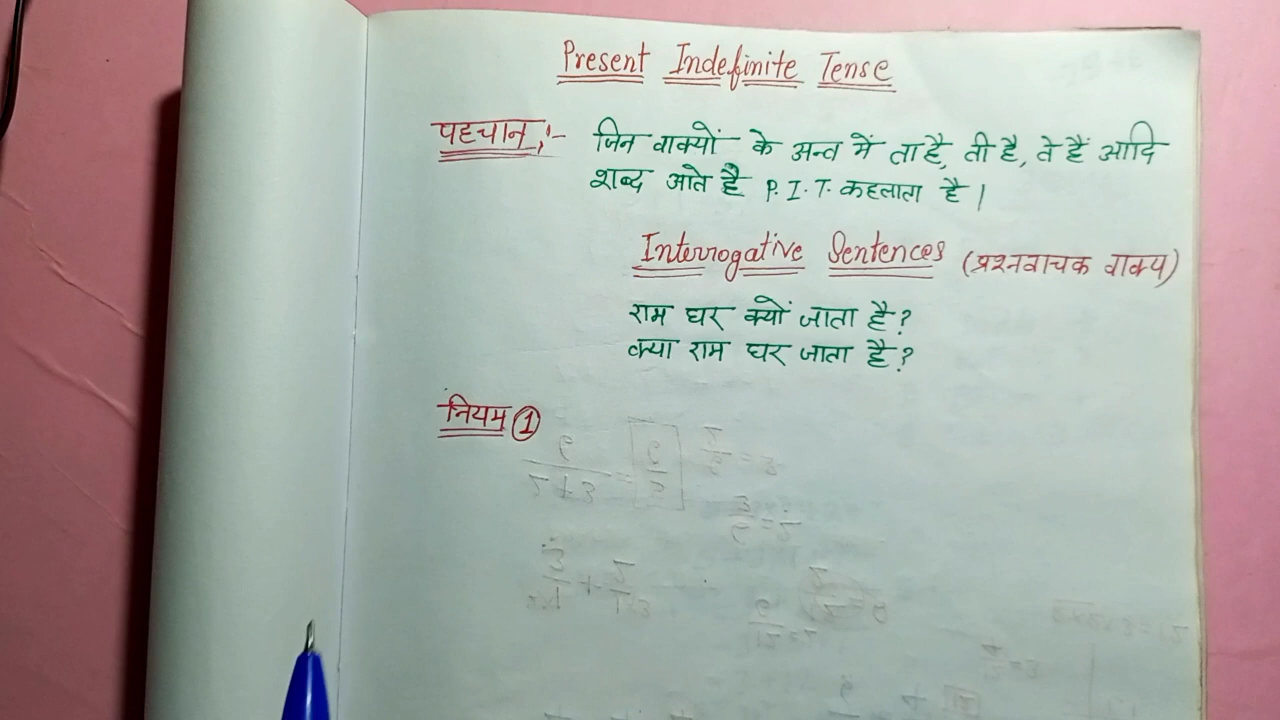 Present Indefinite Tense
पहचान :- जिन वाक्यों के अन्त में ता है, ती है, ते हैं आदि
शब्द आते है P. I. T. कहलाता है |
Interrogative Sentences (प्रश्नवाचक वाक्य)
राम घर क्यों जाता है?
क्या राम घर जाता है?
नियम ①